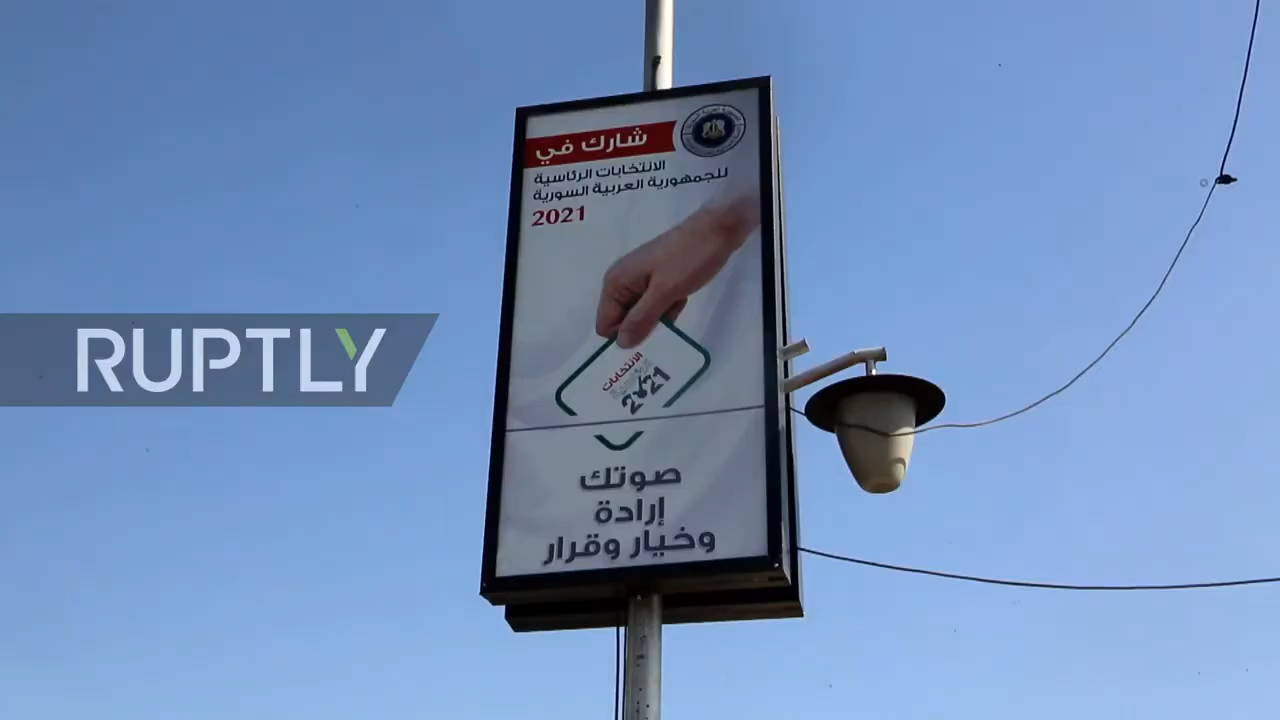 شارك في
الانتخابات الرئاسية
للجمهورية العربية السورية
2021
RUPTLY
الانتخابات
2021
صوتك
إرادة
وخيار وقرار